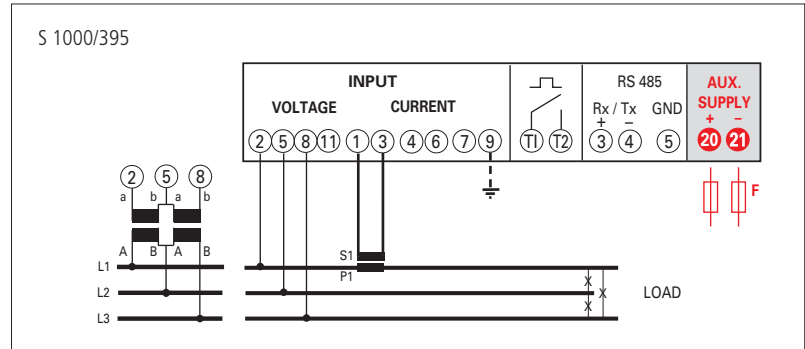 S 1000/395
INPUT
RS 485
AUX.
SUPPLY
VOLTAGE CURRENT
Rx / Tx GND
+ − + −
2 5 8 11 1 3 4 6 7 9 T1 T2 3 4 5 20 21
2 5 8
a b a b
F
A B A B
S1
P1
L1
L2
L3
X
X
X
LOAD